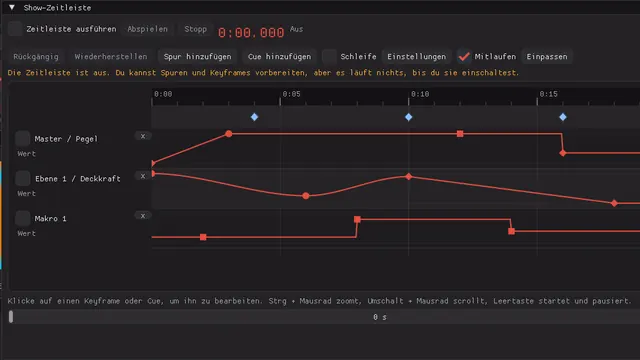 Show-Zeitleiste
Zeitleiste ausführen Abspielen Stopp 0:00.000 Aus
Rückgängig Wiederherstellen Spur hinzufügen Cue hinzufügen Schleife Einstellungen Mitlaufen Einpassen
Die Zeitleiste ist aus. Du kannst Spuren und Keyframes vorbereiten, aber es läuft nichts, bis du sie einschaltest.
0:00 0:05 0:10 0:15
Master / Pegel x
Wert
Ebene 1 / Deckkraft x
Wert
Makro 1 x
Wert
Klicke auf einen Keyframe oder Cue, um ihn zu bearbeiten. Strg + Mausrad zoomt, Umschalt + Mausrad scrollt, Leertaste startet und pausiert.
0 s